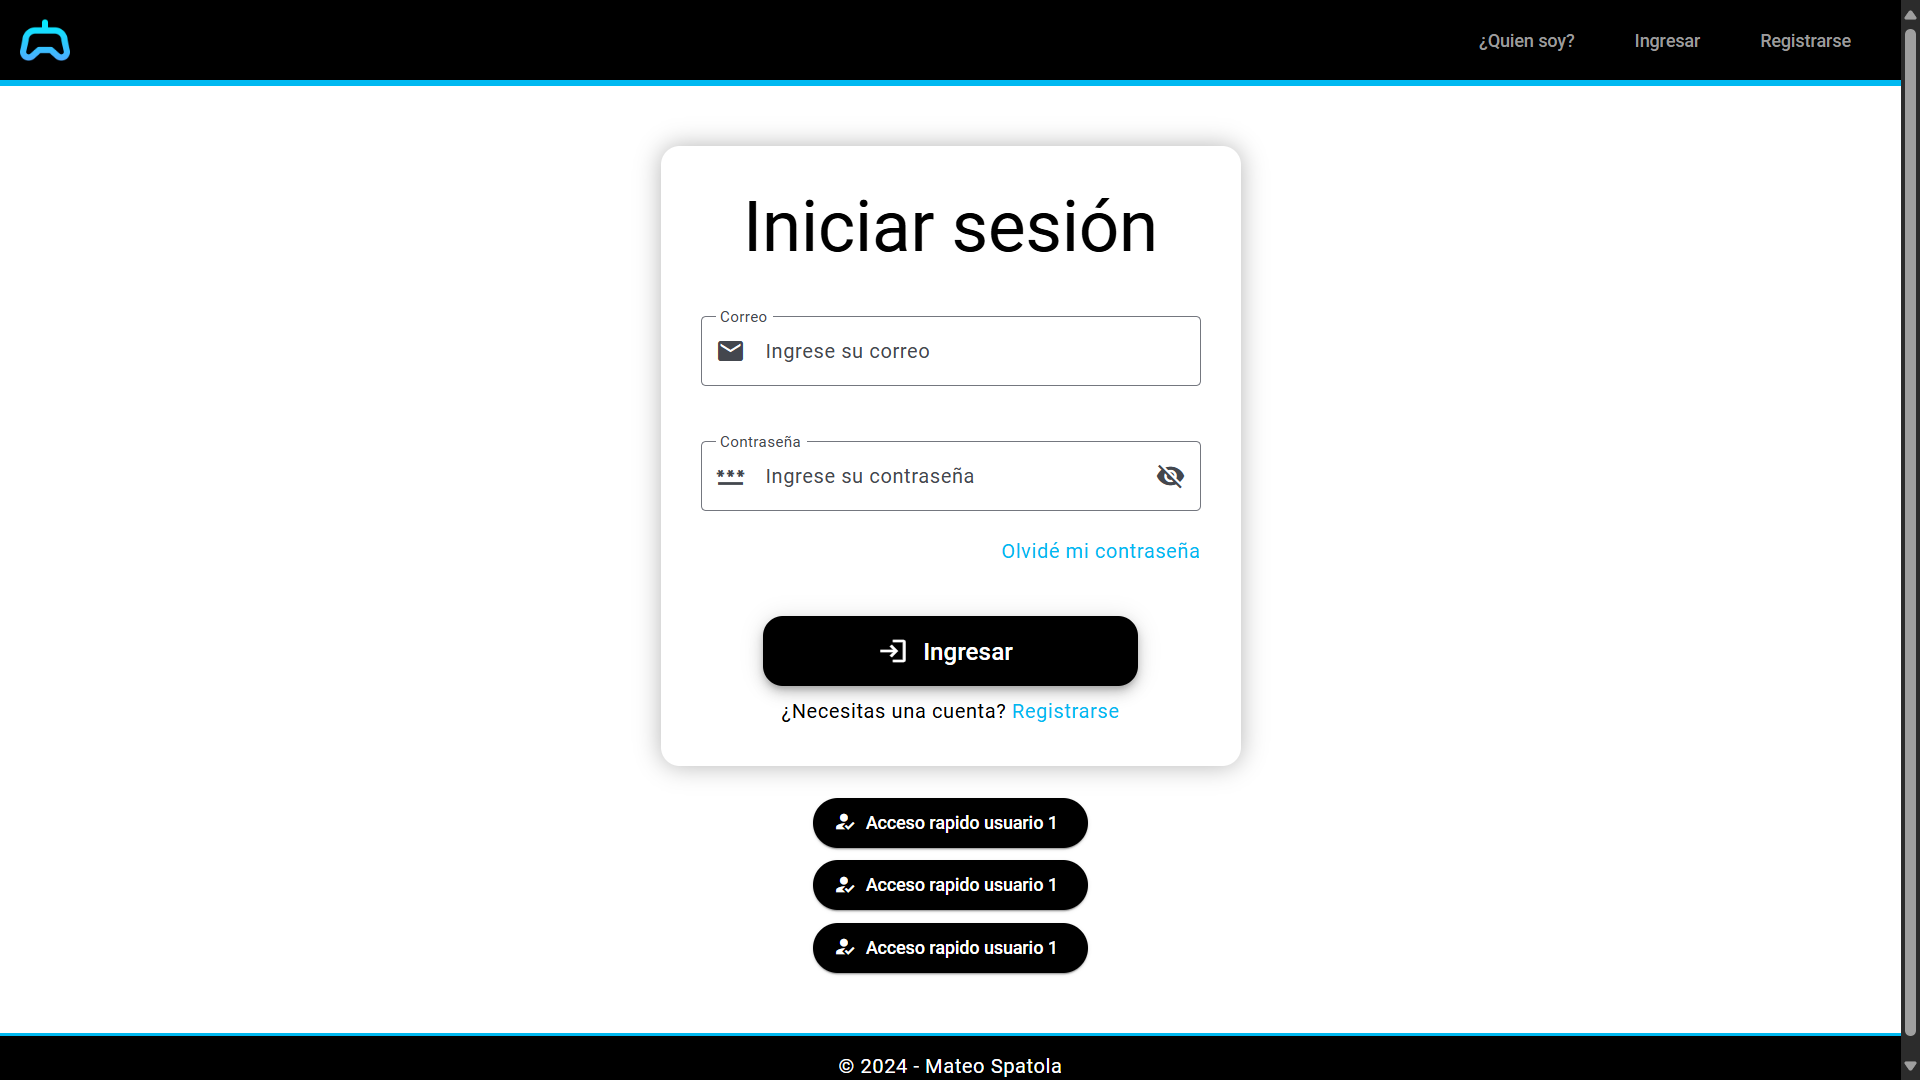 ¿Quien soy?
Ingresar
Registrarse
Iniciar sesión
Correo
Ingrese su correo
Contraseña
Ingrese su contraseña
Olvidé mi contraseña
Ingresar
¿Necesitas una cuenta? Registrarse
Acceso rapido usuario 1
Acceso rapido usuario 1
Acceso rapido usuario 1
© 2024 - Mateo Spatola